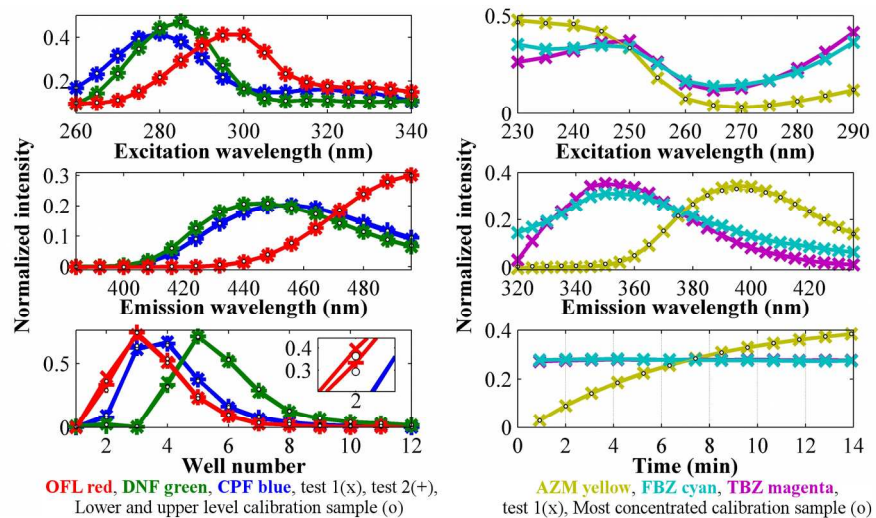 Normalized intensity
0.4
0.2
260 280 300 320 340
Excitation wavelength (nm)
0.3
0.2
0.1
0
400 420 440 460 480
Emission wavelength (nm)
0.5
0
0.4
0.3
2
2 4 6 8 10 12
Well number
OFL red, DNF green, CPF blue, test 1(x), test 2(+),
Lower and upper level calibration sample (o)
Normalized intensity
0.5
0
230 240 250 260 270 280 290
Excitation wavelength (nm)
0.4
0.2
0
320 340 360 380 400 420
Emission wavelength (nm)
0.4
0.2
0
0 2 4 6 8 10 12 14
Time (min)
AZM yellow, FBZ cyan, TBZ magenta,
test 1(x), Most concentrated calibration sample (o)